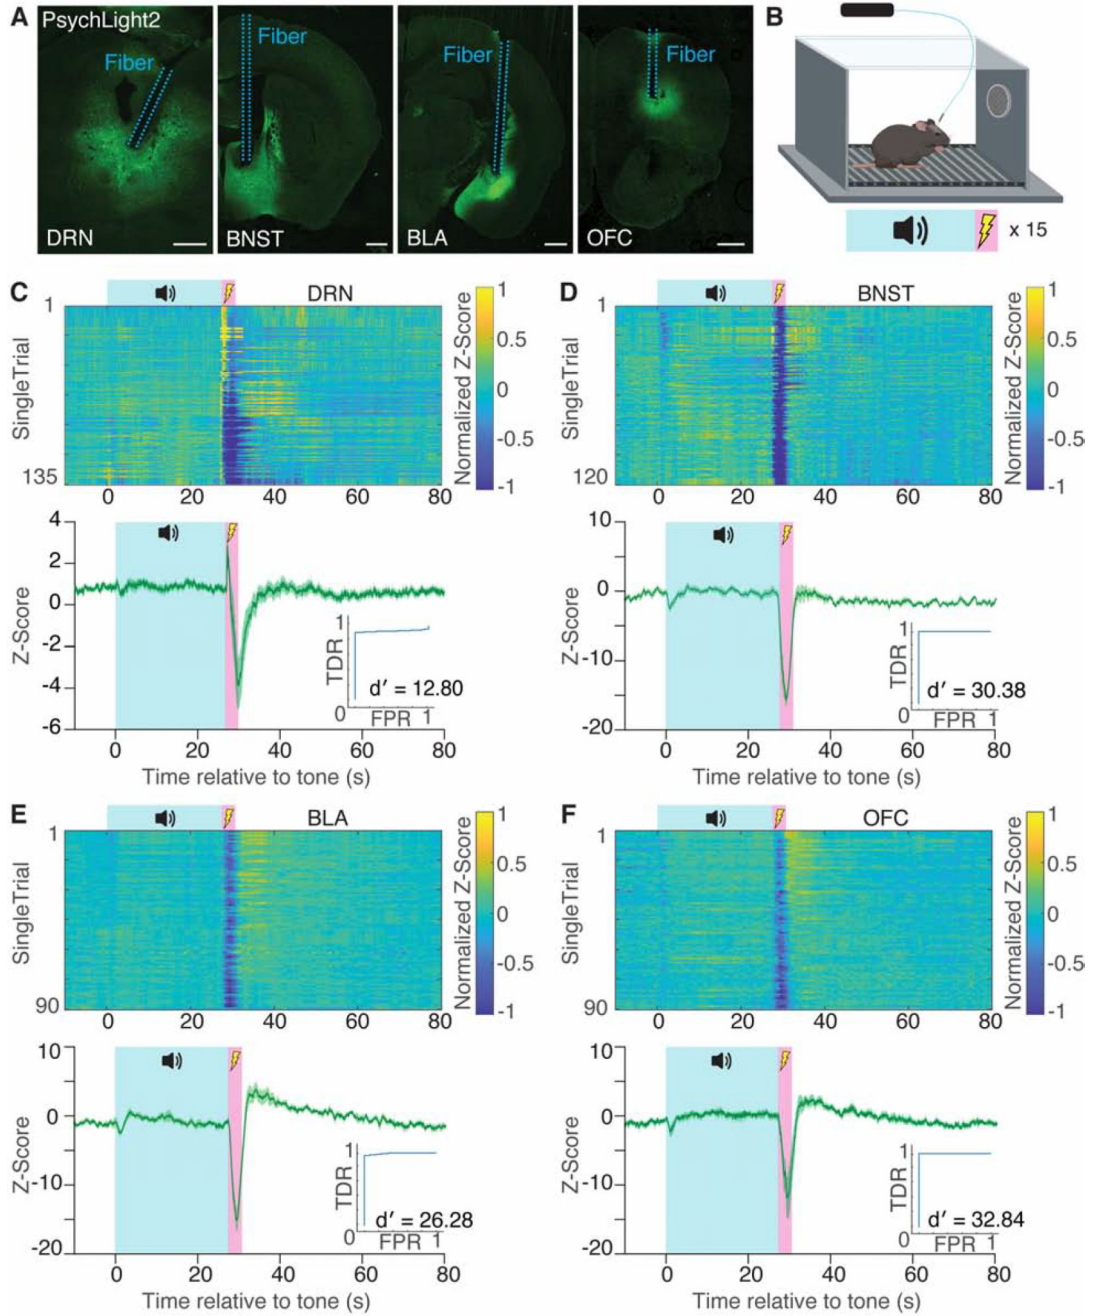 A
PsychLight2
Fiber
DRN
Fiber
BNST
Fiber
BLA
Fiber
OFC
B
x 15
C
DRN
1
SingleTrial
135
0 20 40 60 80
1
0.5
0
-0.5
-1
Normalized Z-Score
4
2
0
-2
-4
-6
Z-Score
1
TDR
d′ = 12.80
0 FPR 1
0 20 40 60 80
Time relative to tone (s)
D
BNST
1
SingleTrial
120
0 20 40 60 80
1
0.5
0
-0.5
-1
Normalized Z-Score
10
0
-10
-20
Z-Score
1
TDR
d′ = 30.38
0 FPR 1
0 20 40 60 80
Time relative to tone (s)
E
BLA
1
SingleTrial
90
0 20 40 60 80
1
0.5
0
-0.5
-1
Normalized Z-Score
10
0
-10
-20
Z-Score
1
TDR
d′ = 26.28
0 FPR 1
0 20 40 60 80
Time relative to tone (s)
F
OFC
1
SingleTrial
90
0 20 40 60 80
1
0.5
0
-0.5
-1
Normalized Z-Score
10
0
-10
-20
Z-Score
1
TDR
d′ = 32.84
0 FPR 1
0 20 40 60 80
Time relative to tone (s)